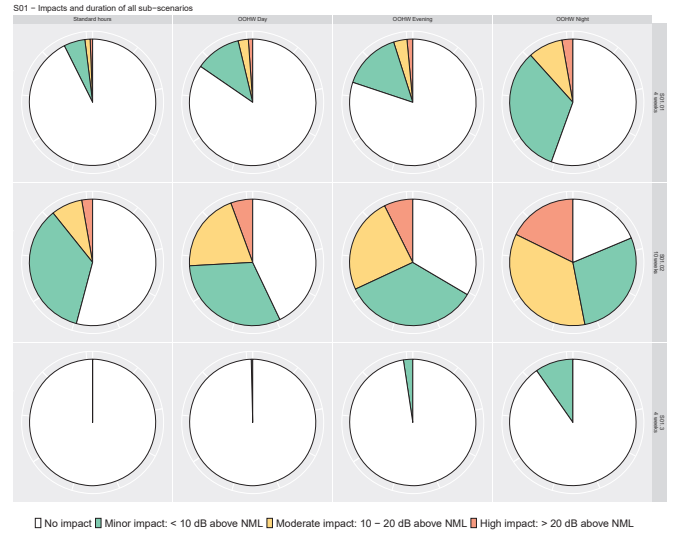 S01 − Impacts and duration of all sub−scenarios
Standard hours
OOHW Day
OOHW Evening
OOHW Night
S01.01
4 weeks
S01.02
10 weeks
S01.3
4 weeks
No impact
Minor impact: < 10 dB above NML
Moderate impact: 10 − 20 dB above NML
High impact: > 20 dB above NML